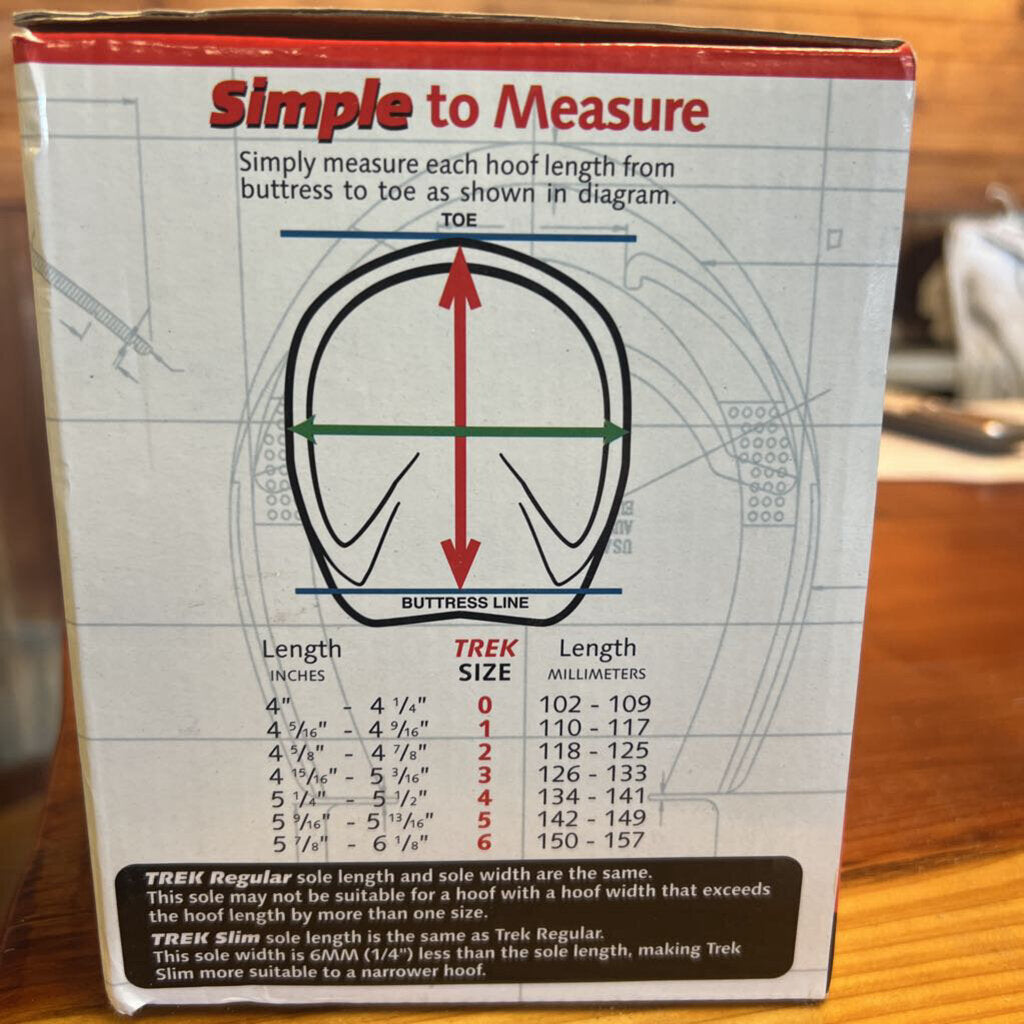 Simple to Measure
Simply measure each hoof length from
buttress to toe as shown in diagram.
TOE
BUTTRESS LINE
Length TREK Length
INCHES SIZE MILLIMETERS
4" - 4 1/4" 0 102 - 109
4 5/16" - 4 9/16" 1 110 - 117
4 5/8" - 4 7/8" 2 118 - 125
4 15/16" - 5 3/16" 3 126 - 133
5 1/4" - 5 1/2" 4 134 - 141
5 9/16" - 5 13/16" 5 142 - 149
5 7/8" - 6 1/8" 6 150 - 157
TREK Regular sole length and sole width are the same.
This sole may not be suitable for a hoof with a hoof width that exceeds
the hoof length by more than one size.
TREK Slim sole length is the same as Trek Regular.
This sole width is 6MM (1/4") less than the sole length, making Trek
Slim more suitable to a narrower hoof.